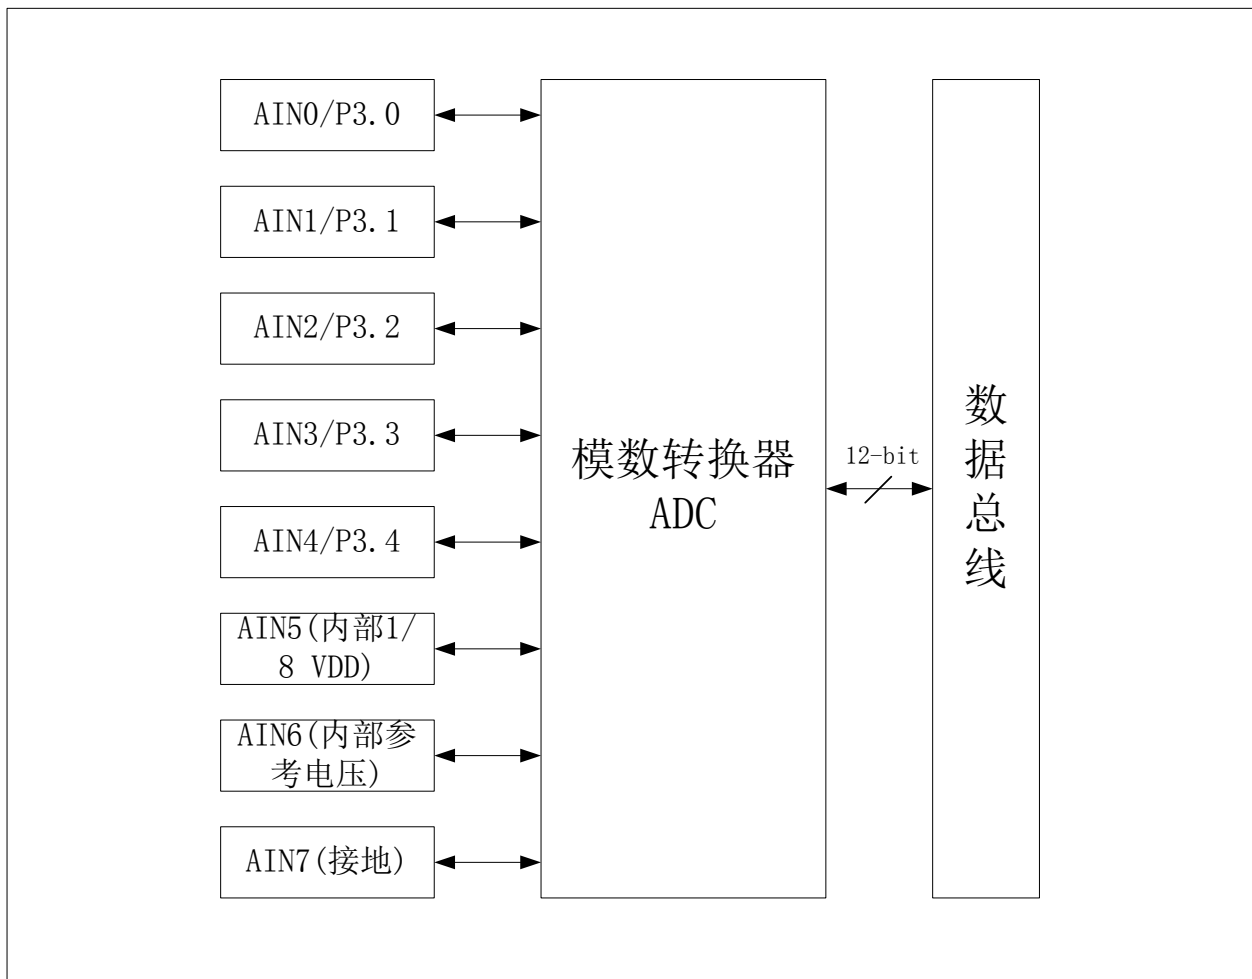 AIN0/P3.0
AIN1/P3.1
AIN2/P3.2
AIN3/P3.3
AIN4/P3.4
AIN5(内部1/
8 VDD)
AIN6(内部参
考电压)
AIN7(接地)
模数转换器
ADC
12-bit
数
据
总
线